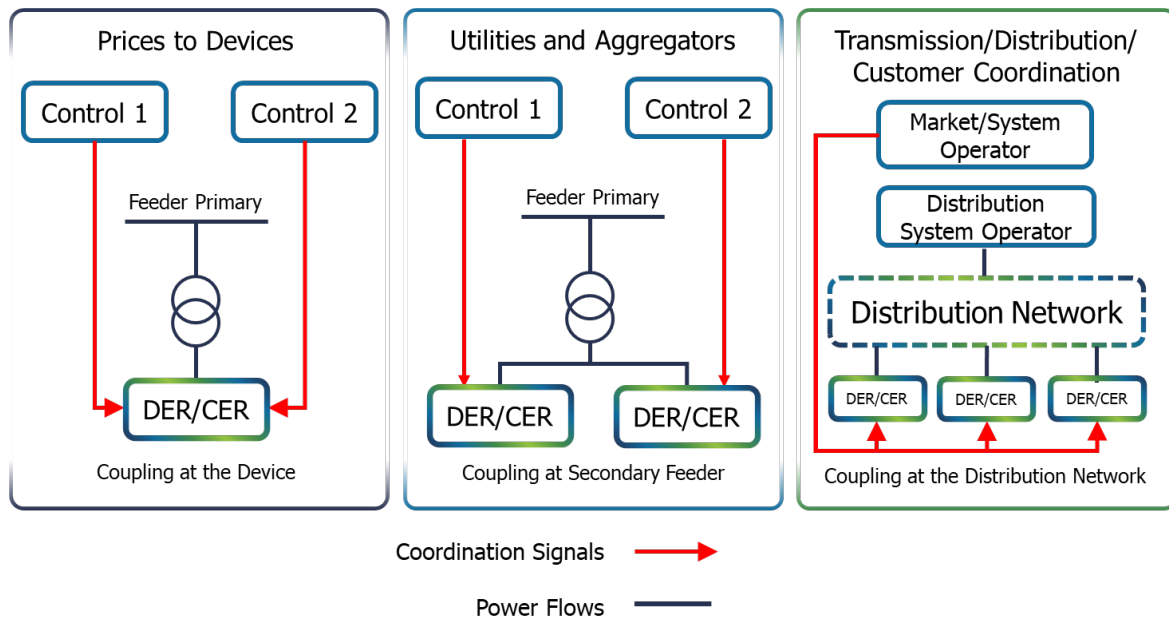 Prices to Devices
Control 1
Control 2
Feeder Primary
DER/CER
Coupling at the Device
Utilities and Aggregators
Control 1
Control 2
Feeder Primary
DER/CER
DER/CER
Coupling at Secondary Feeder
Transmission/Distribution/
Customer Coordination
Market/System
Operator
Distribution
System Operator
Distribution Network
DER/CER
DER/CER
DER/CER
Coupling at the Distribution Network
Coordination Signals
Power Flows